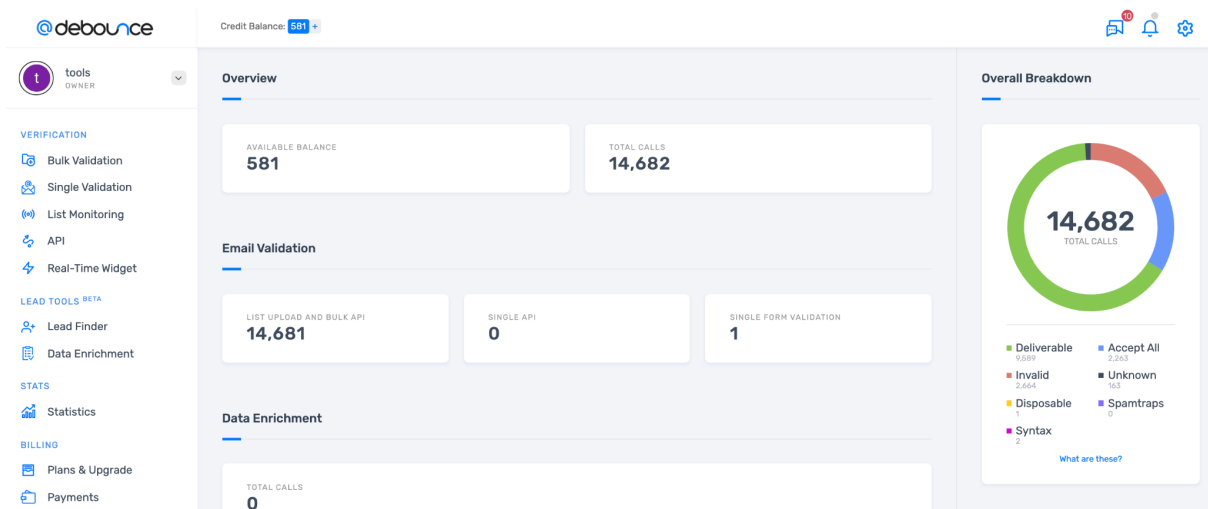 @debounce
Credit Balance: 581 +
10
t
tools
OWNER
VERIFICATION
Bulk Validation
Single Validation
List Monitoring
API
Real-Time Widget
LEAD TOOLS BETA
Lead Finder
Data Enrichment
STATS
Statistics
BILLING
Plans & Upgrade
Payments
Overview
AVAILABLE BALANCE
581
TOTAL CALLS
14,682
Email Validation
LIST UPLOAD AND BULK API
14,681
SINGLE API
0
SINGLE FORM VALIDATION
1
Data Enrichment
TOTAL CALLS
0
Overall Breakdown
14,682
TOTAL CALLS
Deliverable
9,589
Accept All
2,263
Invalid
2,664
Unknown
163
Disposable
1
Spamtraps
0
Syntax
2
What are these?